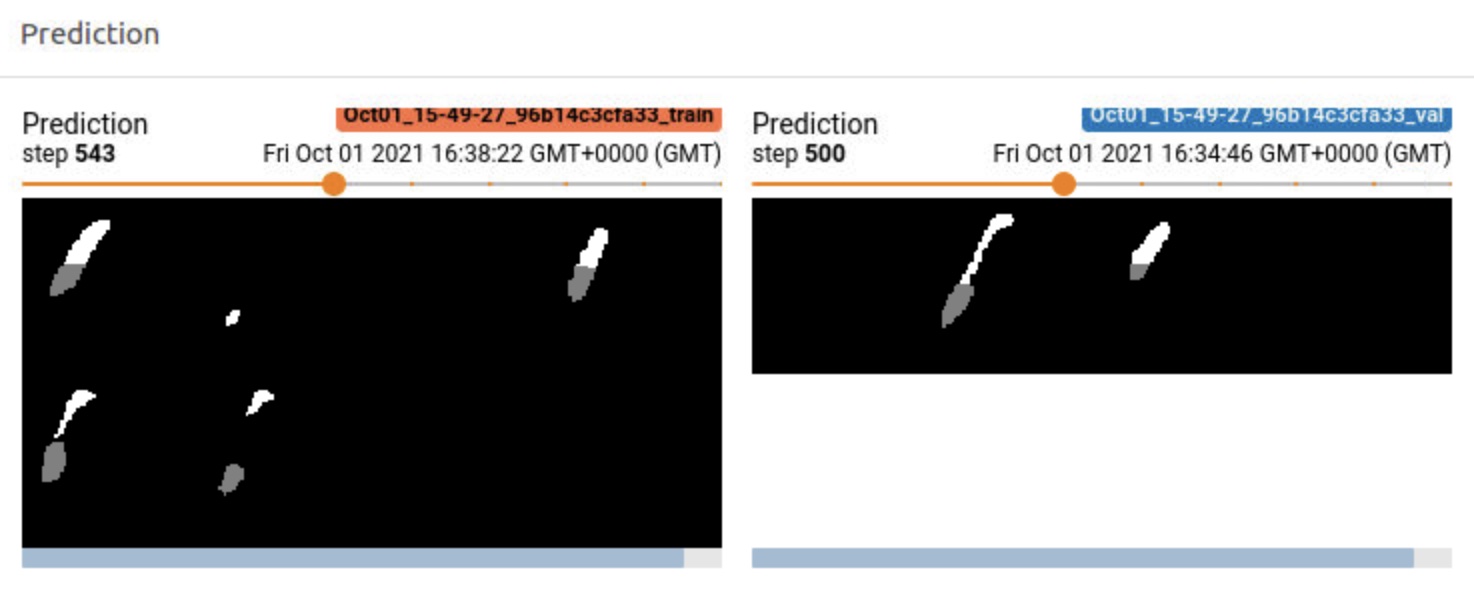 Prediction
Prediction
Oct01_15-49-27_96b14c3cfa33_train
step 543
Fri Oct 01 2021 16:38:22 GMT+0000 (GMT)
Prediction
Oct01_15-49-27_96b14c3cfa33_val
step 500
Fri Oct 01 2021 16:34:46 GMT+0000 (GMT)